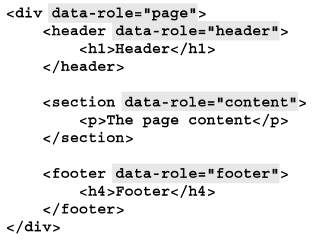 <div data-role="page">
    <header data-role="header">
        <h1>Header</h1>
    </header>

    <section data-role="content">
        <p>The page content</p>
    </section>

    <footer data-role="footer">
        <h4>Footer</h4>
    </footer>
</div>